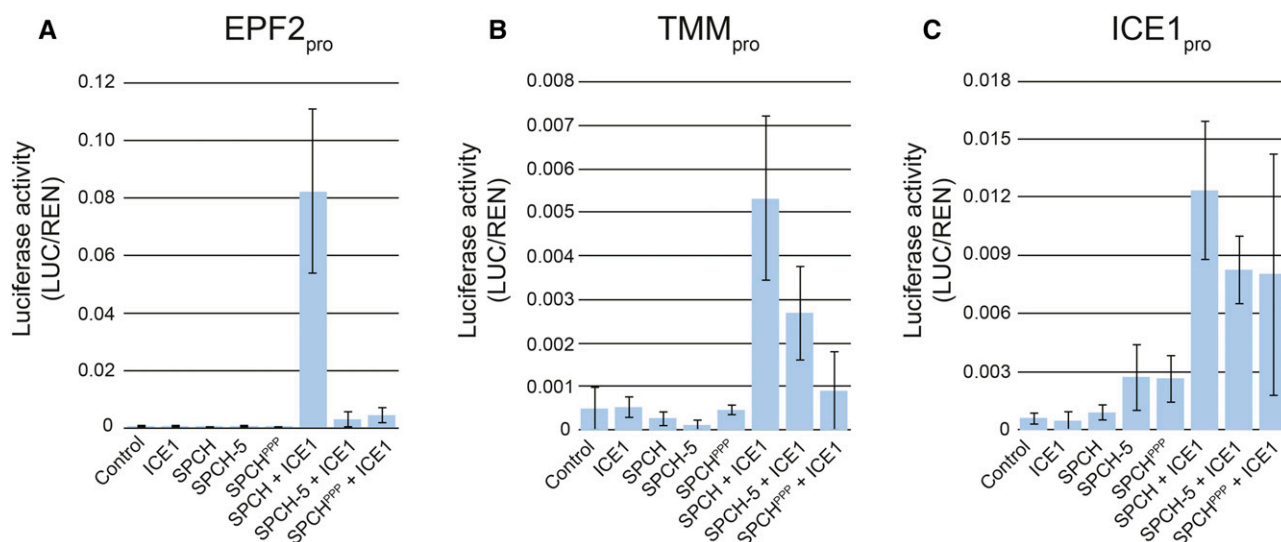 A EPF2pro
Luciferase activity
(LUC/REN)
0.12
0.10
0.08
0.06
0.04
0.02
0
Control
ICE1
SPCH
SPCH-5
SPCHPPP
SPCH + ICE1
SPCH-5 + ICE1
SPCHPPP + ICE1
B TMMpro
Luciferase activity
(LUC/REN)
0.008
0.007
0.006
0.005
0.004
0.003
0.002
0.001
0
Control
ICE1
SPCH
SPCH-5
SPCHPPP
SPCH + ICE1
SPCH-5 + ICE1
SPCHPPP + ICE1
C ICE1pro
Luciferase activity
(LUC/REN)
0.018
0.015
0.012
0.009
0.006
0.003
0
Control
ICE1
SPCH
SPCH-5
SPCHPPP
SPCH + ICE1
SPCH-5 + ICE1
SPCHPPP + ICE1